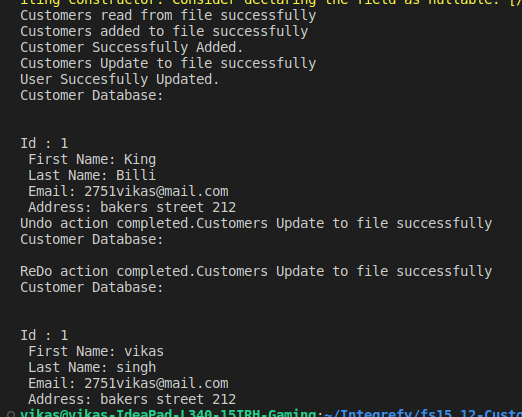 iting constructor. Consider declaring the field as nullable. [/
Customers read from file successfully
Customers added to file successfully
Customer Successfully Added.
Customers Update to file successfully
User Succesfully Updated.
Customer Database:
Id : 1
First Name: King
Last Name: Billi
Email: 2751vikas@mail.com
Address: bakers street 212
Undo action completed.Customers Update to file successfully
Customer Database:
ReDo action completed.Customers Update to file successfully
Customer Database:
Id : 1
First Name: vikas
Last Name: singh
Email: 2751vikas@mail.com
Address: bakers street 212
vikas@vikas-IdeaPad-L340-15IRH-Gaming:~/Integrefy/fs15_12-Custo